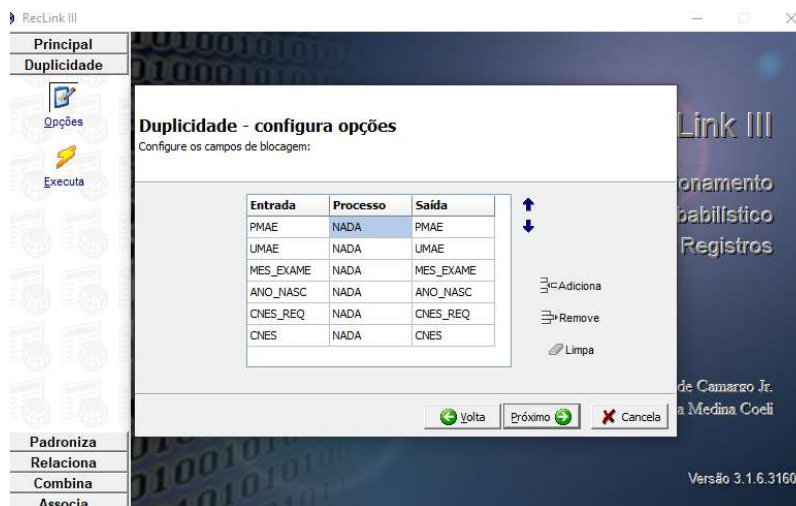 RecLink III
Principal
Duplicidade
Opções
Executa
Duplicidade - configura opções
Configure os campos de blocagem:
Entrada Processo Saída
PMAE NADA PMAE
UMAE NADA UMAE
MES_EXAME NADA MES_EXAME
ANO_NASC NADA ANO_NASC
CNES_REQ NADA CNES_REQ
CNES NADA CNES
Adiciona
Remove
Limpa
Volta Próximo Cancela
Link III
onamento
babilístico
Registros
de Camargo Jr.
a Medina Coeli
Versão 3.1.6.3160
Padroniza
Relaciona
Combina
Associa